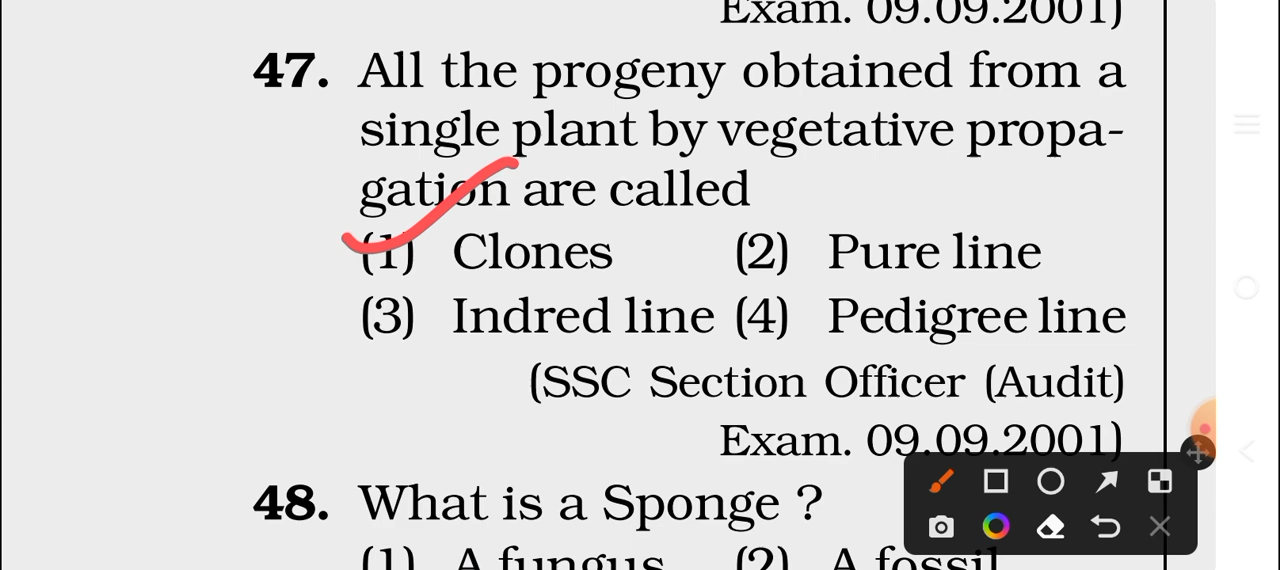 Exam. 09.09.2001)
47. All the progeny obtained from a
single plant by vegetative propa-
gation are called
(1) Clones (2) Pure line
(3) Indred line (4) Pedigree line
(SSC Section Officer (Audit)
Exam. 09.09.2001)
48. What is a Sponge ?
(1) A fungus (2) A fossil